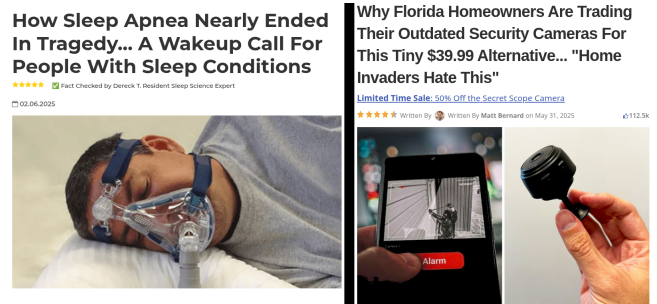 How Sleep Apnea Nearly Ended
In Tragedy... A Wakeup Call For
People With Sleep Conditions
Fact Checked by Dereck T. Resident Sleep Science Expert
02.06.2025
Why Florida Homeowners Are Trading
Their Outdated Security Cameras For
This Tiny $39.99 Alternative... "Home
Invaders Hate This"
Limited Time Sale: 50% Off the Secret Scope Camera
Written By Written By Matt Bernard on May 31, 2025
112.5k
Alarm